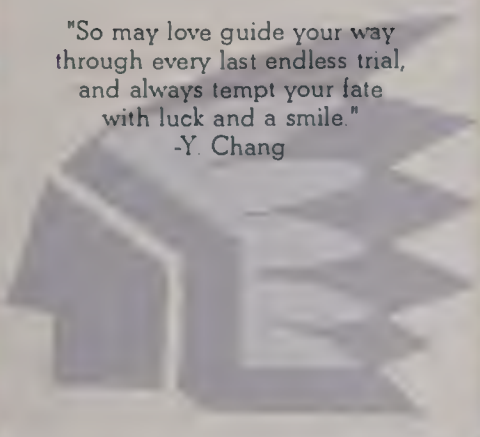 "So may love guide your way
through every last endless trial,
and always tempt your fate
with luck and a smile."
-Y. Chang